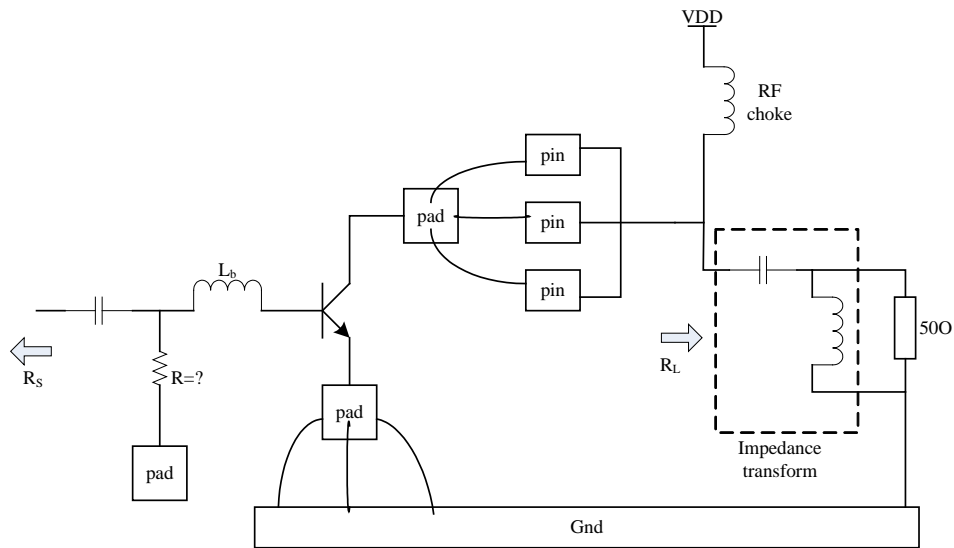 VDD
RF
choke
pin
pad
pin
pin
L_b
R_S
R=?
pad
pad
R_L
50O
Impedance
transform
Gnd